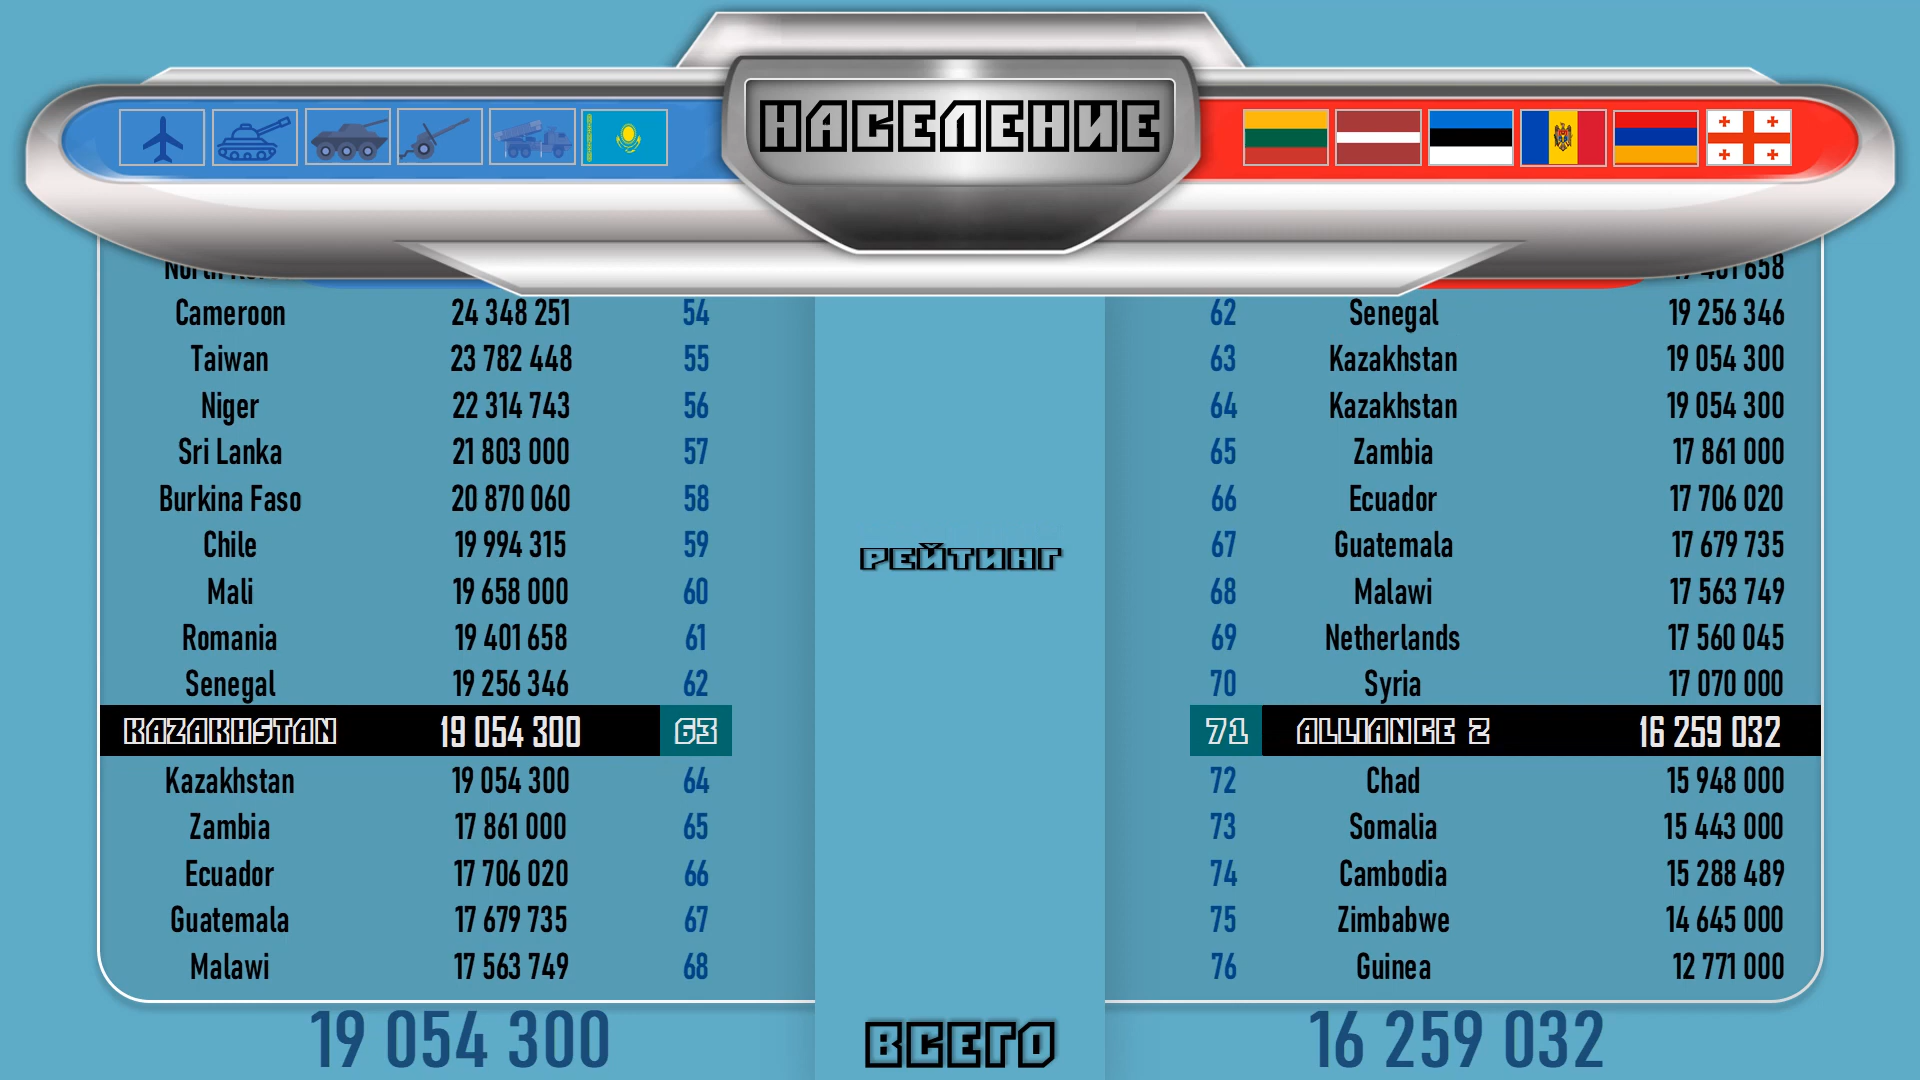 НАСЕЛЕНИЕ
Cameroon 24 348 251 54
Taiwan 23 782 448 55
Niger 22 314 743 56
Sri Lanka 21 803 000 57
Burkina Faso 20 870 060 58
Chile 19 994 315 59
Mali 19 658 000 60
Romania 19 401 658 61
Senegal 19 256 346 62
KAZAKHSTAN 19 054 300 63
Kazakhstan 19 054 300 64
Zambia 17 861 000 65
Ecuador 17 706 020 66
Guatemala 17 679 735 67
Malawi 17 563 749 68
19 054 300
РЕЙТИНГ
ВСЕГО
62 Senegal 19 256 346
63 Kazakhstan 19 054 300
64 Kazakhstan 19 054 300
65 Zambia 17 861 000
66 Ecuador 17 706 020
67 Guatemala 17 679 735
68 Malawi 17 563 749
69 Netherlands 17 560 045
70 Syria 17 070 000
71 ALLIANCE 2 16 259 032
72 Chad 15 948 000
73 Somalia 15 443 000
74 Cambodia 15 288 489
75 Zimbabwe 14 645 000
76 Guinea 12 771 000
16 259 032